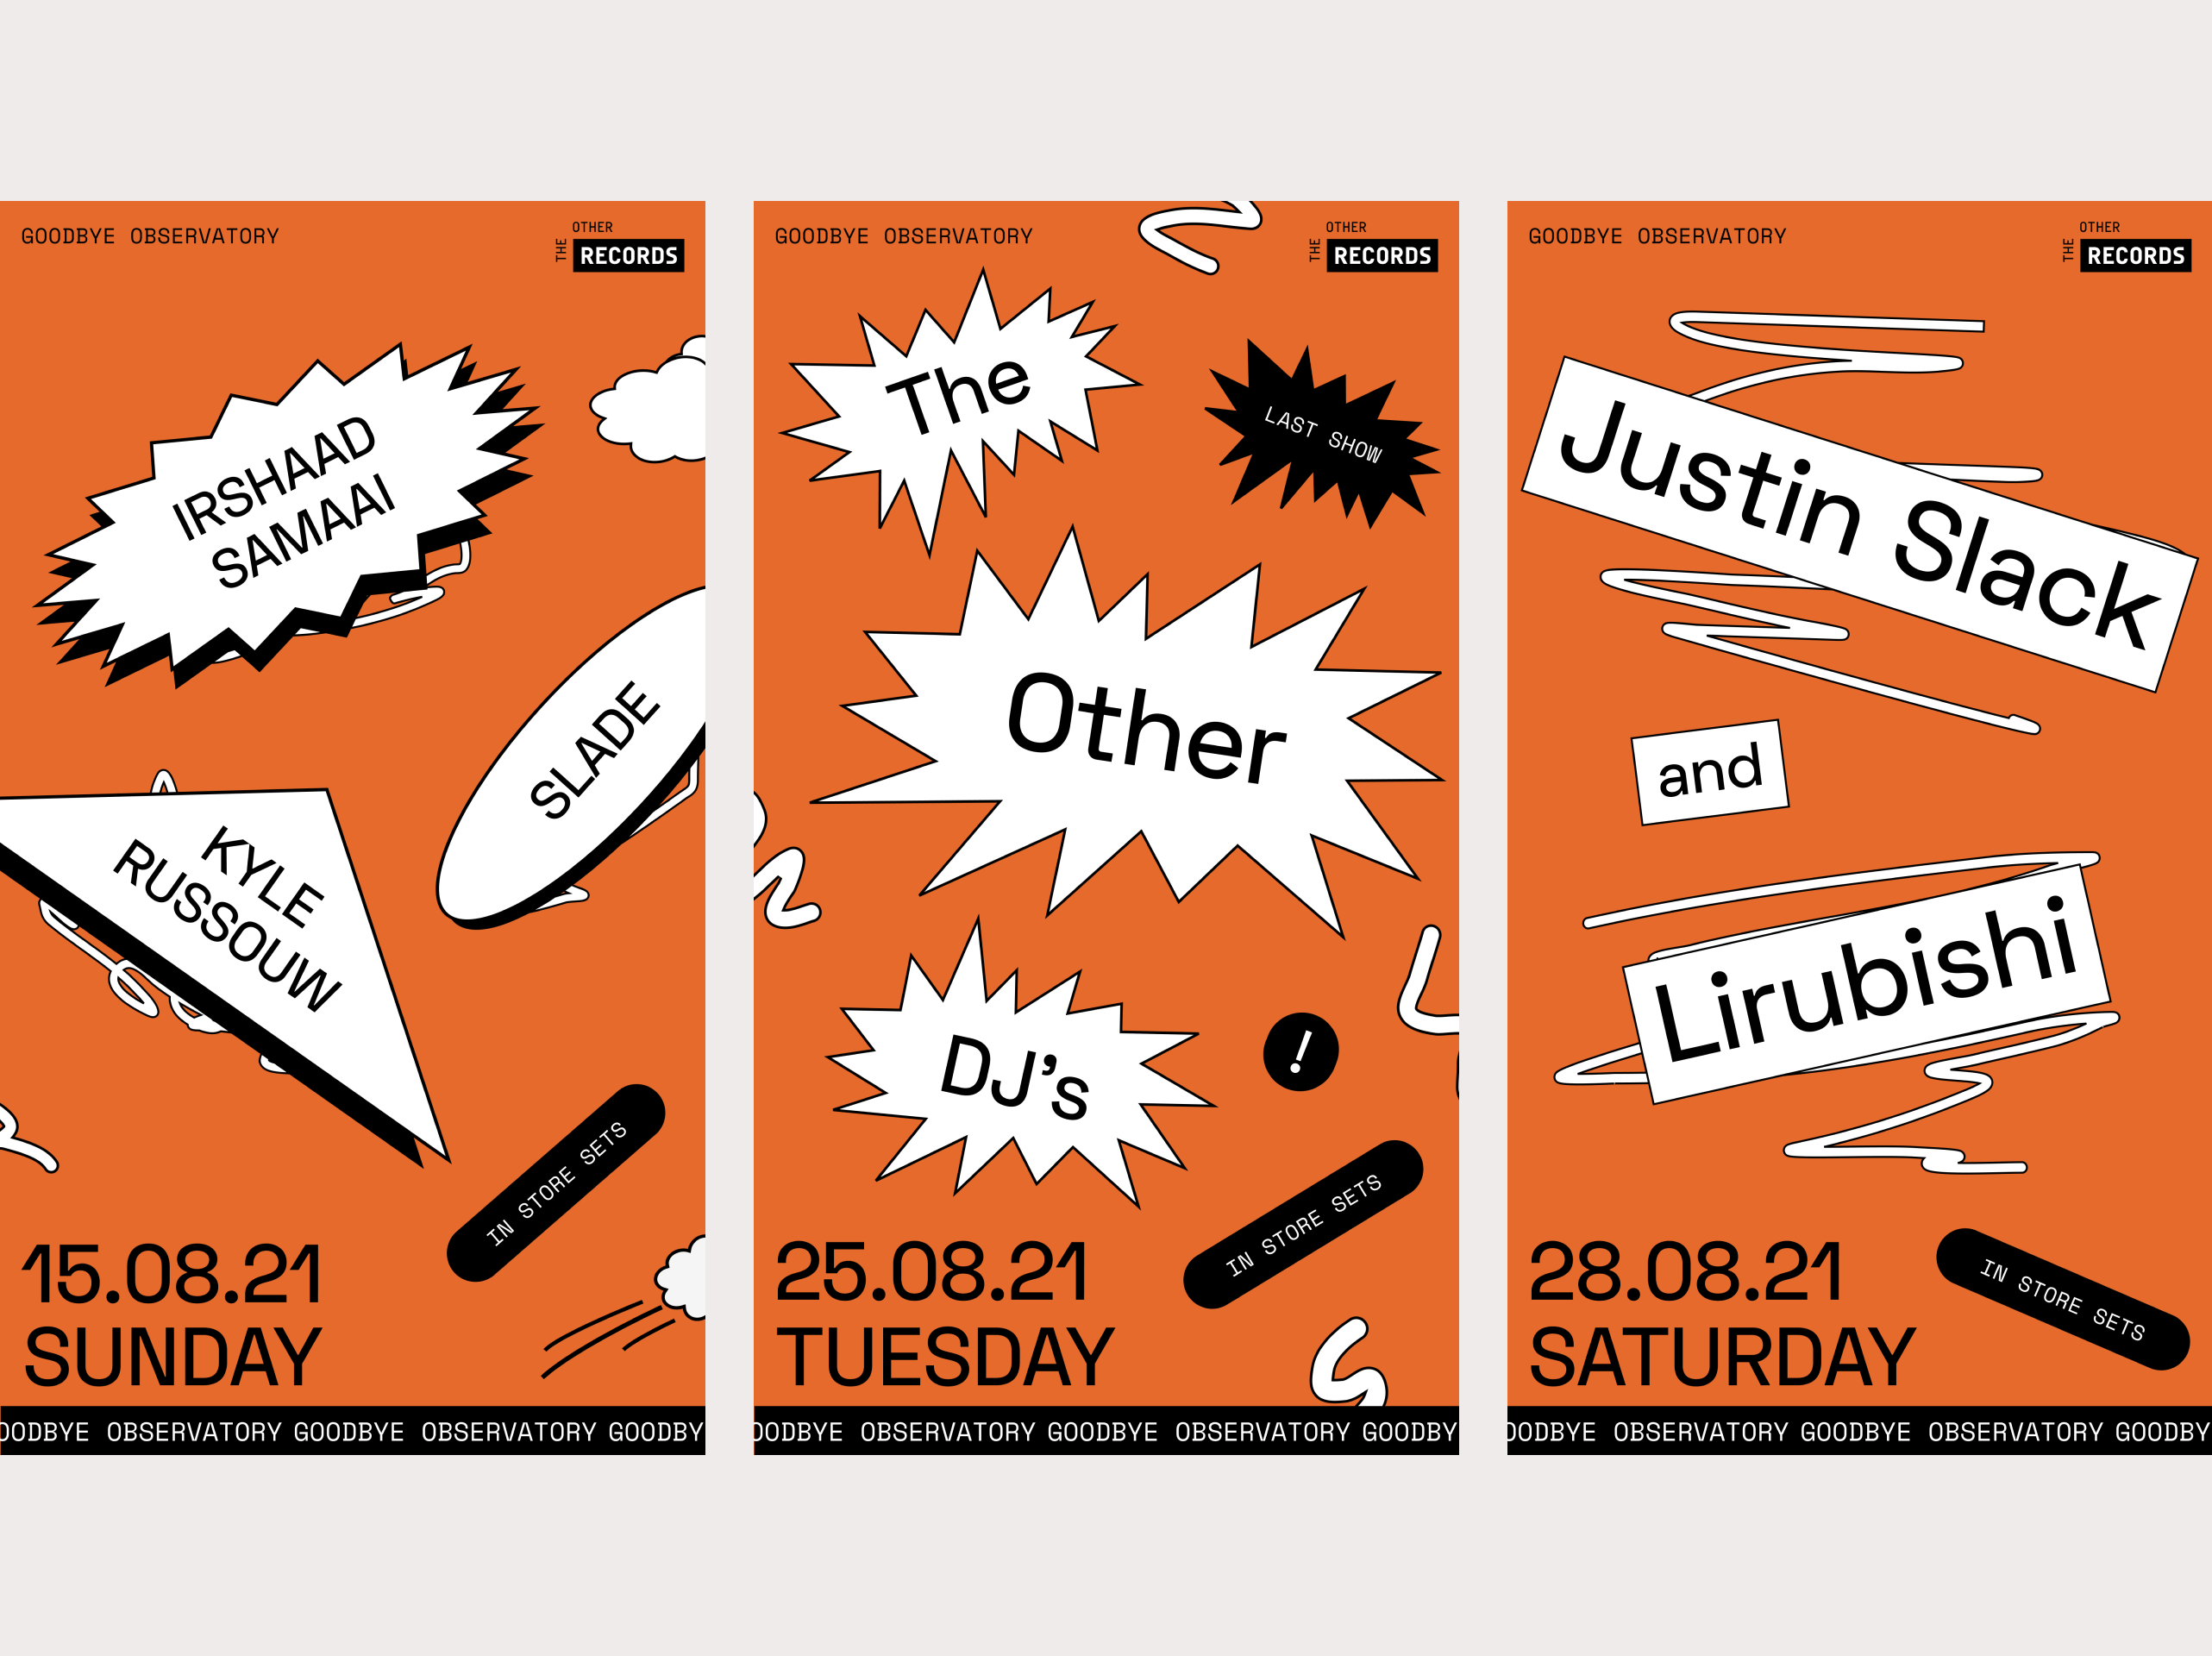 GOODBYE OBSERVATORY
THE
OTHER
RECORDS
IRSHAAD
SAMAAI
SLADE
KYLE
RUSSOUW
IN STORE SETS
15.08.21
SUNDAY
OODBYE OBSERVATORY GOODBYE OBSERVATORY GOODBY
GOODBYE OBSERVATORY
THE
OTHER
RECORDS
The
LAST SHOW
Other
DJ's
!
IN STORE SETS
25.08.21
TUESDAY
OODBYE OBSERVATORY GOODBYE OBSERVATORY GOODBY
GOODBYE OBSERVATORY
THE
OTHER
RECORDS
Justin Slack
and
Lirubishi
28.08.21
SATURDAY
IN STORE SETS
OODBYE OBSERVATORY GOODBYE OBSERVATORY GOODBY